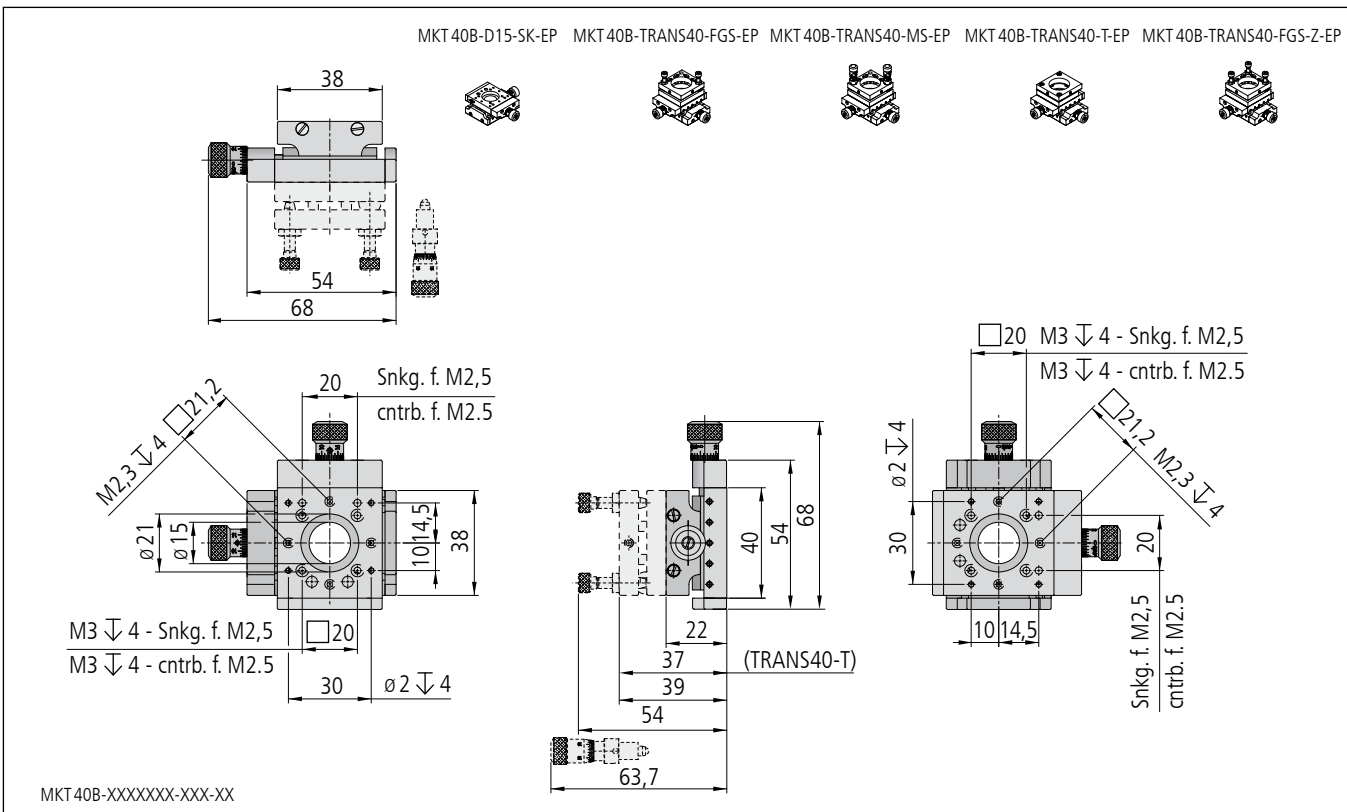 MKT 40B-D15-SK-EP MKT 40B-TRANS40-FGS-EP MKT 40B-TRANS40-MS-EP MKT 40B-TRANS40-T-EP MKT 40B-TRANS40-FGS-Z-EP
38
54
68
20
Snkg. f. M2,5
cntrb. f. M2.5
□21,2
M2,3 ↧ 4
ø21
ø15
14,5
10
38
M3 ↧ 4 - Snkg. f. M2,5
M3 ↧ 4 - cntrb. f. M2.5
□20
30
ø2 ↧ 4
40
54
68
22
37
(TRANS40-T)
39
54
63,7
□20
M3 ↧ 4 - Snkg. f. M2,5
M3 ↧ 4 - cntrb. f. M2.5
□21,2
M2,3 ↧ 4
ø2 ↧ 4
30
20
10
14,5
Snkg. f. M2,5
cntrb. f. M2.5
MKT 40B-XXXXXXX-XXX-XX